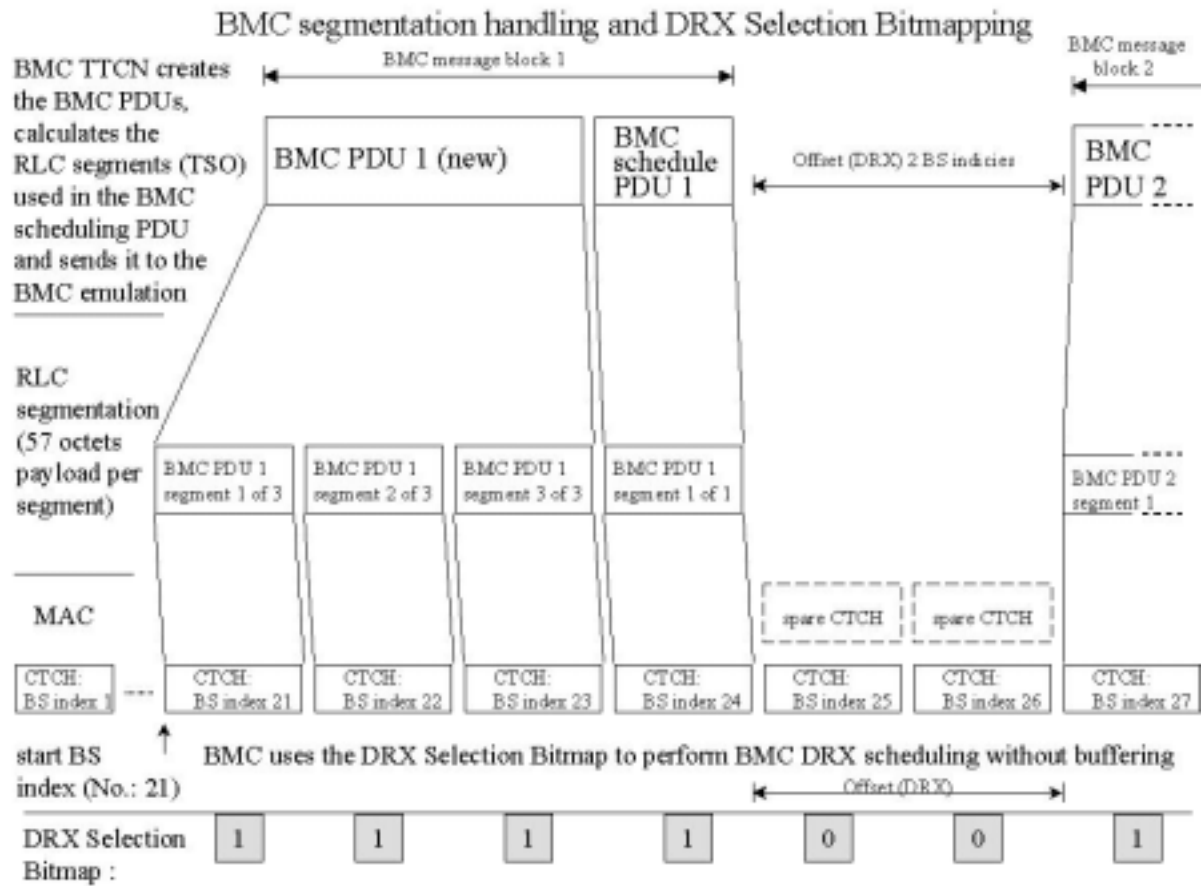 BMC segmentation handling and DRX Selection Bitmapping
BMC message block 1
BMC message
block 2
BMC TTCN creates
the BMC PDUs,
calculates the
RLC segments (TSO)
used in the BMC
scheduling PDU
and sends it to the
BMC emulation
BMC PDU 1 (new)
BMC
schedule
PDU 1
Offset (DRX) 2 BS indicies
BMC
PDU 2
RLC
segmentation
(57 octets
payload per
segment)
BMC PDU 1
segment 1 of 3
BMC PDU 1
segment 2 of 3
BMC PDU 1
segment 3 of 3
BMC PDU 1
segment 1 of 1
BMC PDU 2
segment 1
MAC
spare CTCH
spare CTCH
CTCH:
BS index 1
CTCH:
BS index 21
CTCH:
BS index 22
CTCH:
BS index 23
CTCH:
BS index 24
CTCH:
BS index 25
CTCH:
BS index 26
CTCH:
BS index 27
start BS
index (No.: 21)
BMC uses the DRX Selection Bitmap to perform BMC DRX scheduling without buffering
Offset (DRX)
DRX Selection
Bitmap :
1 1 1 1 0 0 1